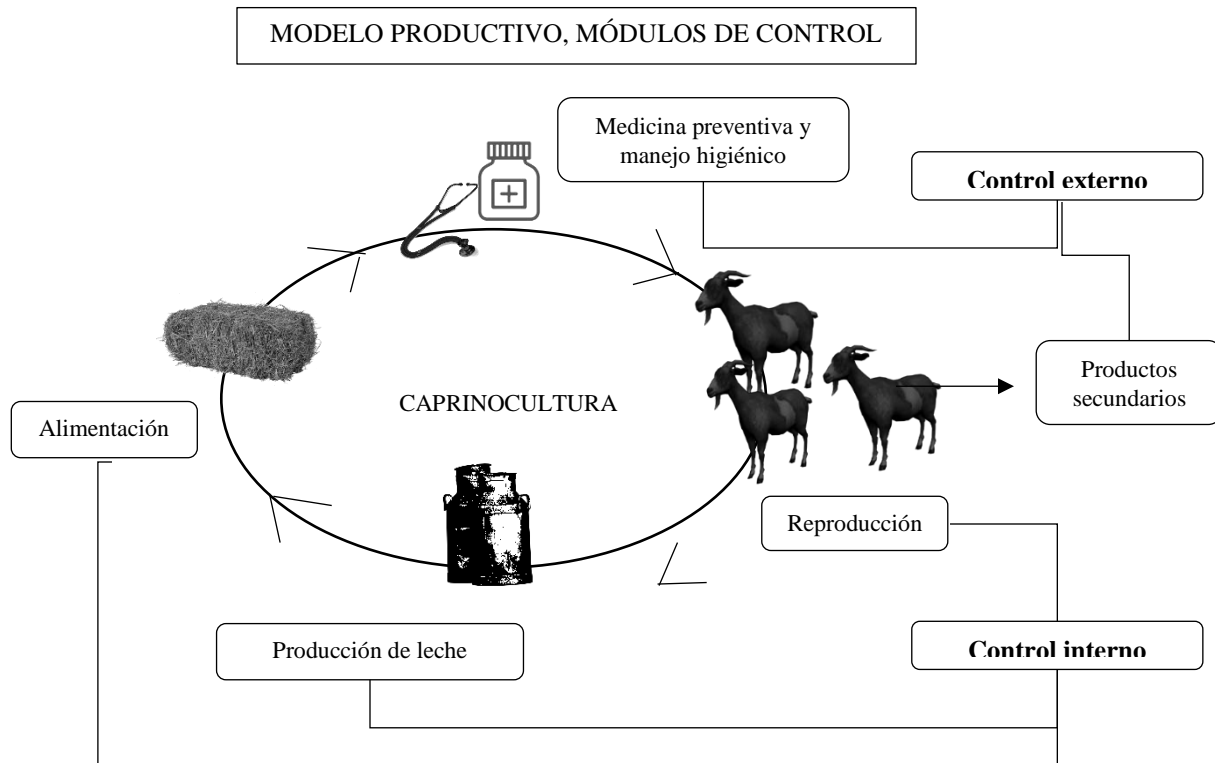 MODELO PRODUCTIVO, MÓDULOS DE CONTROL
Medicina preventiva y
manejo higiénico
Control externo
CAPRINOCULTURA
Productos
secundarios
Alimentación
Reproducción
Producción de leche
Control interno